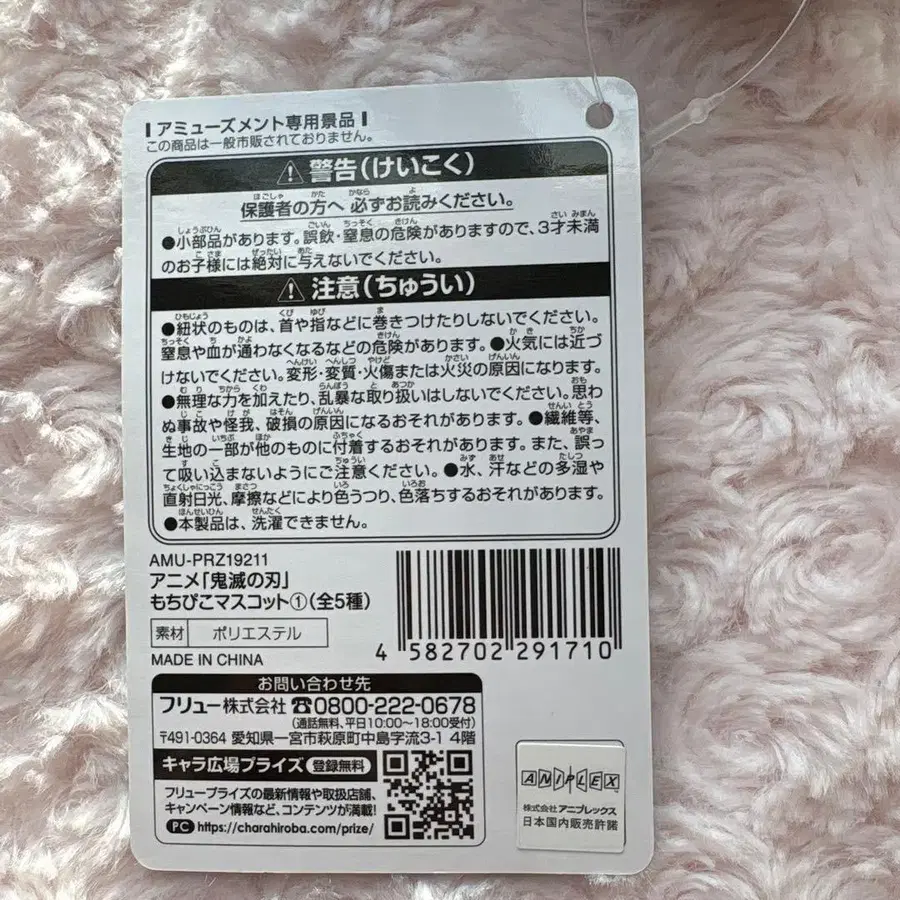 アミューズメント専用景品
この商品は一般市販されておりません。
⚠警告(けいこく)
保護者の方へ 必ずお読みください。
●小部品があります。誤飲・窒息の危険がありますので、3才未満
のお子様には絶対に与えないでください。
⚠注意(ちゅうい)
●紐状のものは、首や指などに巻きつけたりしないでください。
窒息や血が通わなくなるなどの危険があります。●火気には近づ
けないでください。変形・変質・火傷または火災の原因になります。
●無理な力を加えたり、乱暴な取り扱いはしないでください。思わ
ぬ事故や怪我、破損の原因になるおそれがあります。●繊維等、
生地の一部が他のものに付着するおそれがあります。また、誤っ
て吸い込まないようにご注意ください。●水、汗などの多湿や
直射日光、摩擦などにより色うつり、色落ちするおそれがあります。
●本製品は、洗濯できません。
AMU-PRZ19211
アニメ「鬼滅の刃」
もちぴこマスコット①(全5種)
素材 ポリエステル
MADE IN CHINA
4 582702 291710
お問い合わせ先
フリュー株式会社 ☎0800-222-0678
(通話無料、平日10:00〜18:00受付)
〒491-0364 愛知県一宮市萩原町中島字流3-1 4階
キャラ広場プライズ 登録無料
フリュープライズの最新情報や取扱店舗、
キャンペーン情報など、コンテンツが満載!
PC https://charahiroba.com/prize/
ANIPLEX
株式会社 アニプレックス
日本国内販売許諾